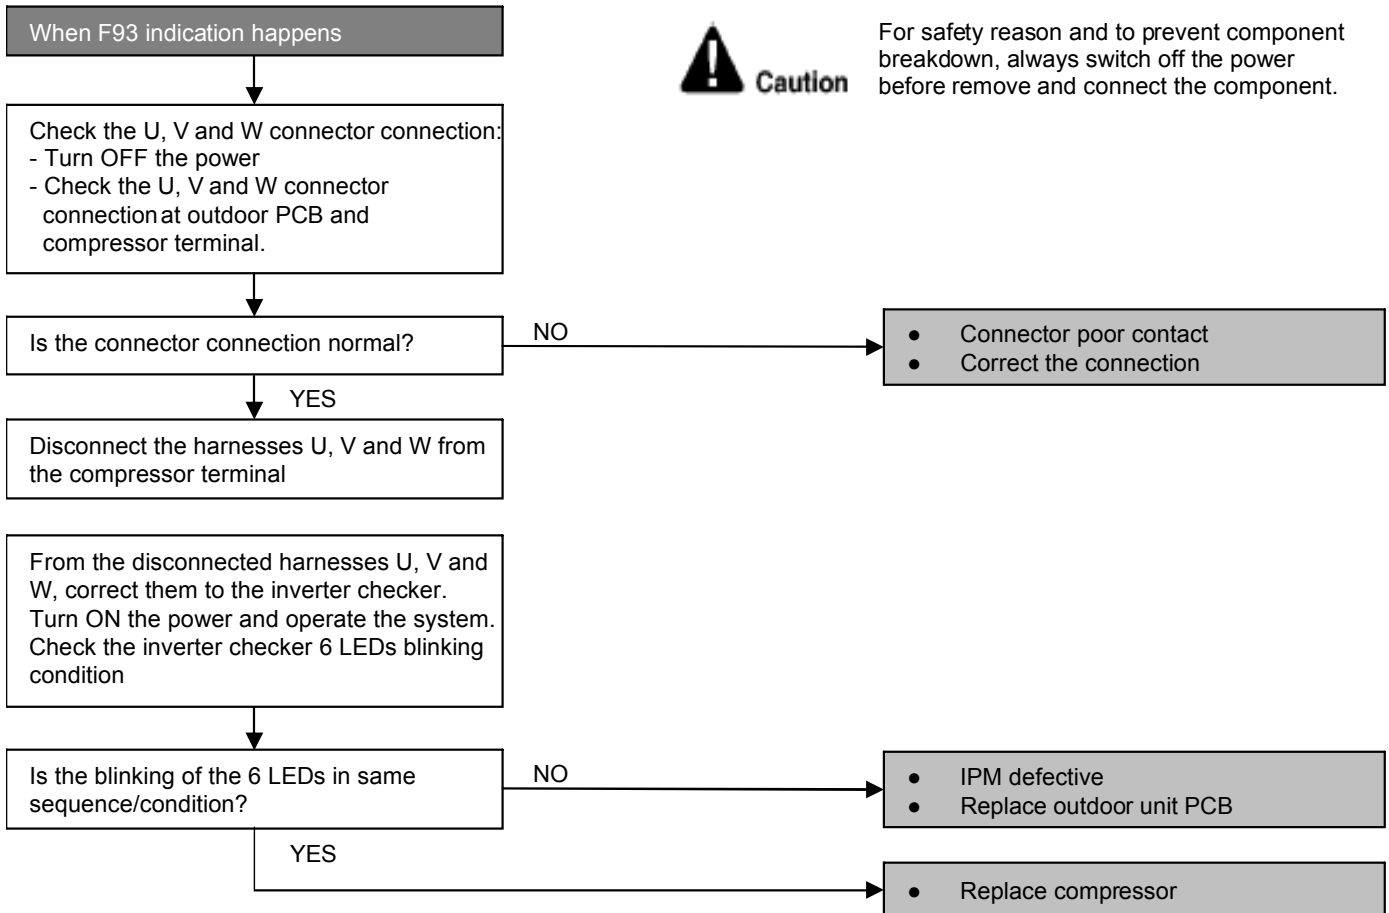 When F93 indication happens
Caution
For safety reason and to prevent component
breakdown, always switch off the power
before remove and connect the component.
Check the U, V and W connector connection:
- Turn OFF the power
- Check the U, V and W connector
connection at outdoor PCB and
compressor terminal.
Is the connector connection normal?
NO
● Connector poor contact
● Correct the connection
YES
Disconnect the harnesses U, V and W from
the compressor terminal
From the disconnected harnesses U, V and
W, correct them to the inverter checker.
Turn ON the power and operate the system.
Check the inverter checker 6 LEDs blinking
condition
Is the blinking of the 6 LEDs in same
sequence/condition?
NO
● IPM defective
● Replace outdoor unit PCB
YES
● Replace compressor